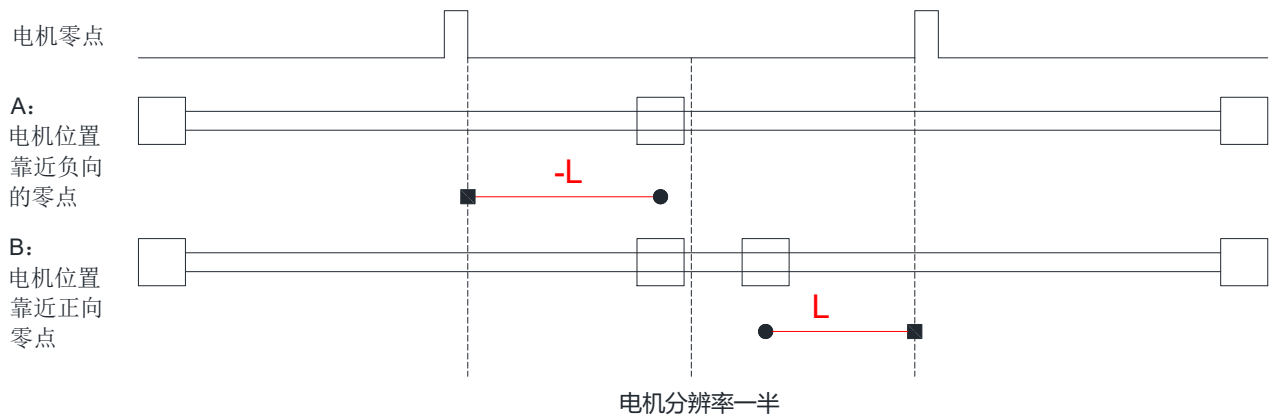 电机零点
A：
电机位置
靠近负向
的零点
-L
B：
电机位置
靠近正向
零点
L
电机分辨率一半